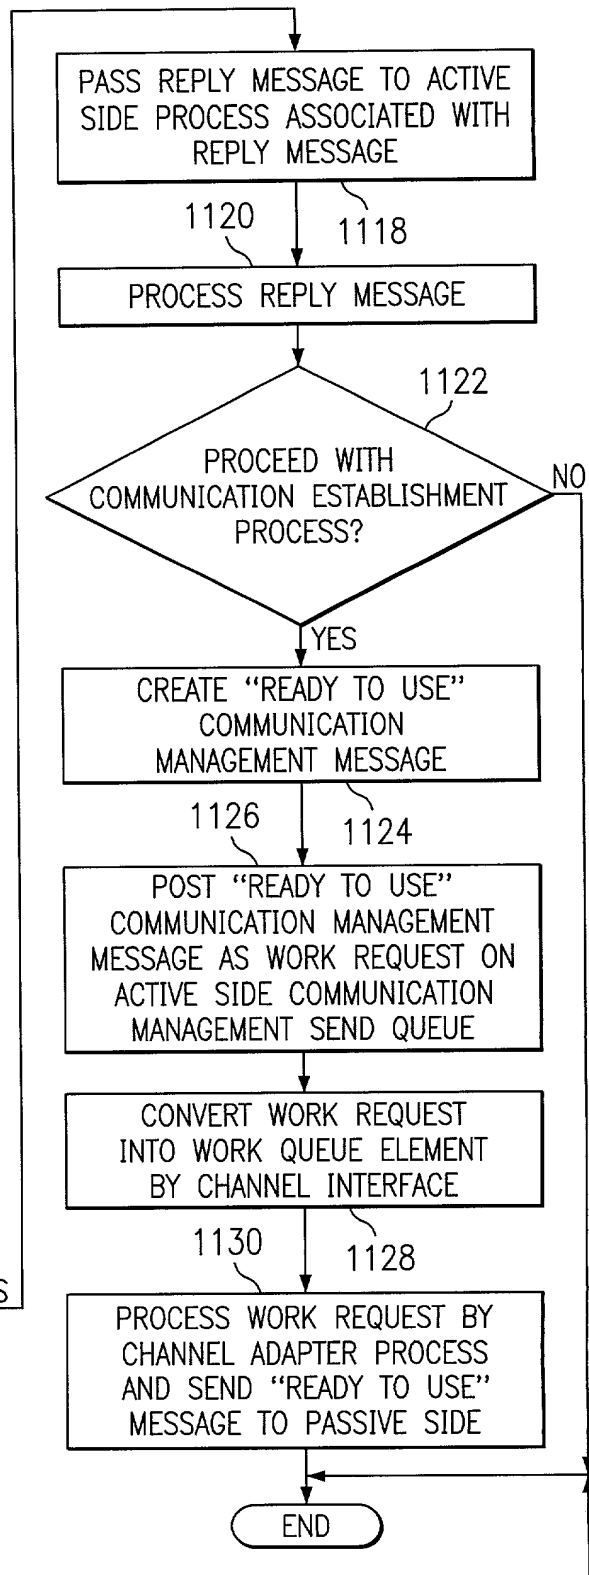 PASS REPLY MESSAGE TO ACTIVE
SIDE PROCESS ASSOCIATED WITH
REPLY MESSAGE
1120
1118
PROCESS REPLY MESSAGE
1122
PROCEED WITH
COMMUNICATION ESTABLISHMENT
PROCESS?
NO
YES
CREATE “READY TO USE”
COMMUNICATION
MANAGEMENT MESSAGE
1126
1124
POST “READY TO USE”
COMMUNICATION MANAGEMENT
MESSAGE AS WORK REQUEST ON
ACTIVE SIDE COMMUNICATION
MANAGEMENT SEND QUEUE
CONVERT WORK REQUEST
INTO WORK QUEUE ELEMENT
BY CHANNEL INTERFACE
1130
1128
S
PROCESS WORK REQUEST BY
CHANNEL ADAPTER PROCESS
AND SEND “READY TO USE”
MESSAGE TO PASSIVE SIDE
END